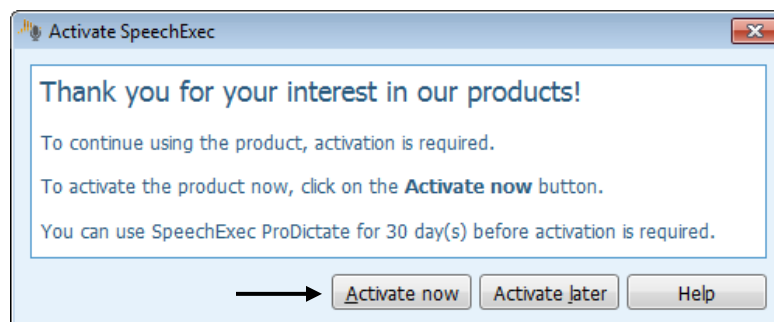 Activate SpeechExec
Thank you for your interest in our products!
To continue using the product, activation is required.
To activate the product now, click on the Activate now button.
You can use SpeechExec ProDictate for 30 day(s) before activation is required.
Activate now Activate later Help